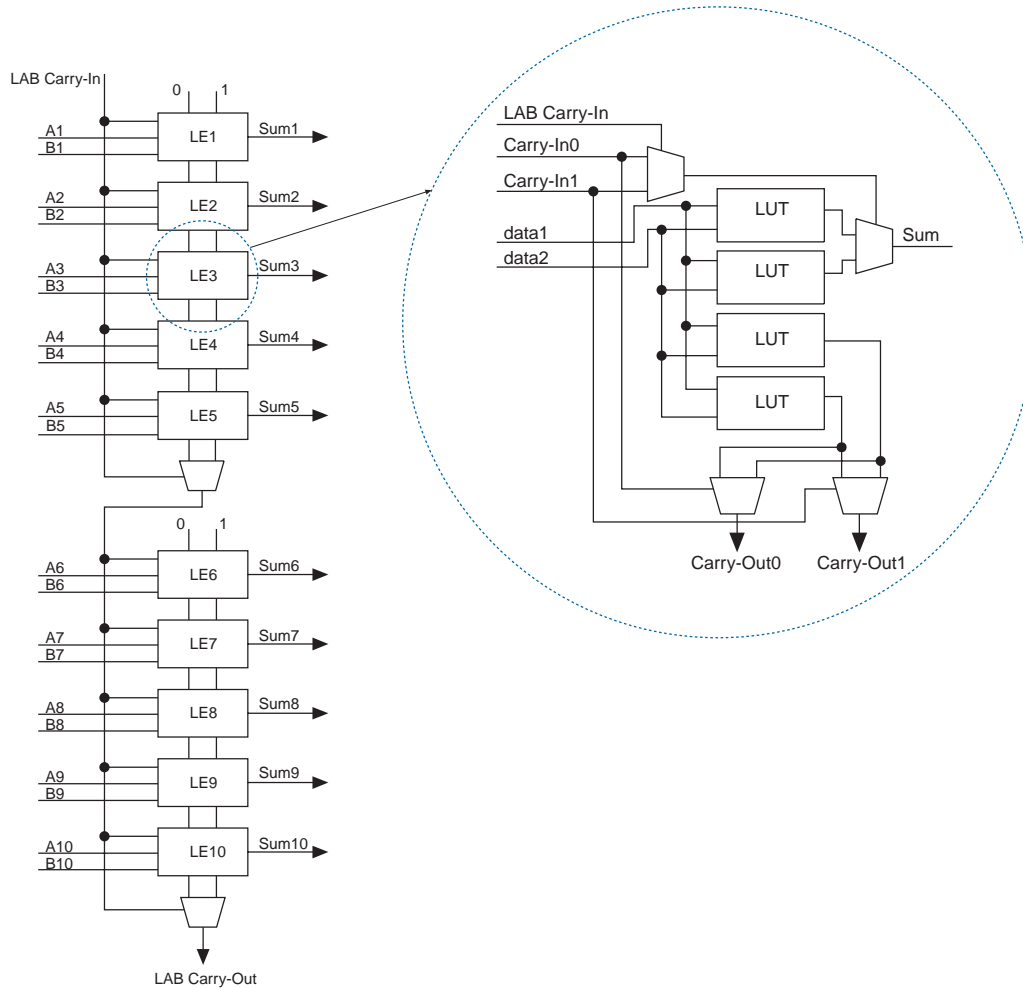 LAB Carry-In
0 1
A1
B1
LE1
Sum1
A2
B2
LE2
Sum2
A3
B3
LE3
Sum3
A4
B4
LE4
Sum4
A5
B5
LE5
Sum5
0 1
A6
B6
LE6
Sum6
A7
B7
LE7
Sum7
A8
B8
LE8
Sum8
A9
B9
LE9
Sum9
A10
B10
LE10
Sum10
LAB Carry-Out
LAB Carry-In
Carry-In0
Carry-In1
data1
data2
LUT
LUT
LUT
LUT
Sum
Carry-Out0
Carry-Out1